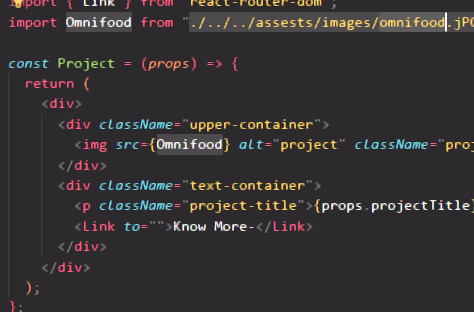 import { Link } from "react-router-dom";
import Omnifood from "./../../assests/images/omnifood.jPG
const Project = (props) => {
return (
<div>
<div className="upper-container">
<img src={Omnifood} alt="project" className="proj
</div>
<div className="text-container">
<p className="project-title">{props.projectTitle}
<Link to="">Know More-</Link>
</div>
</div>
);
};